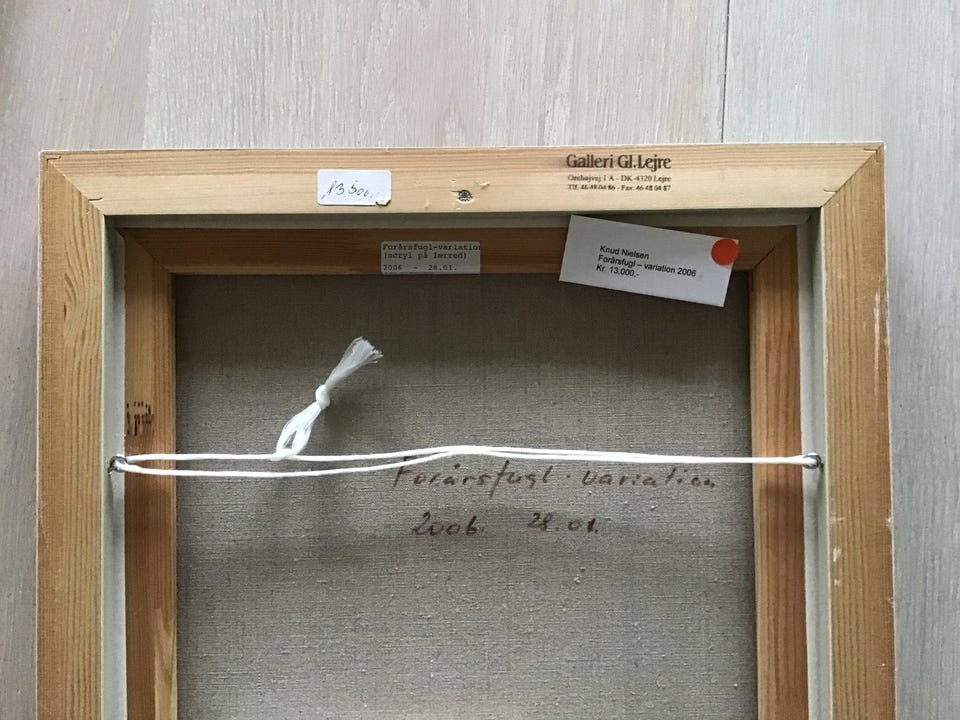 Galleri Gl.Lejre
Orehøjvej 1 A - DK-4320 Lejre
Tlf. 46 48 04 86 - Fax: 46 48 04 87
13 500,-
Forårsfugl-variation
(acryl på lærred)
2006 - 28.01.
Knud Nielsen
Forårsfugl – variation 2006
Kr. 13.000,-
Forårsfugl - variation
2006. 28.01.